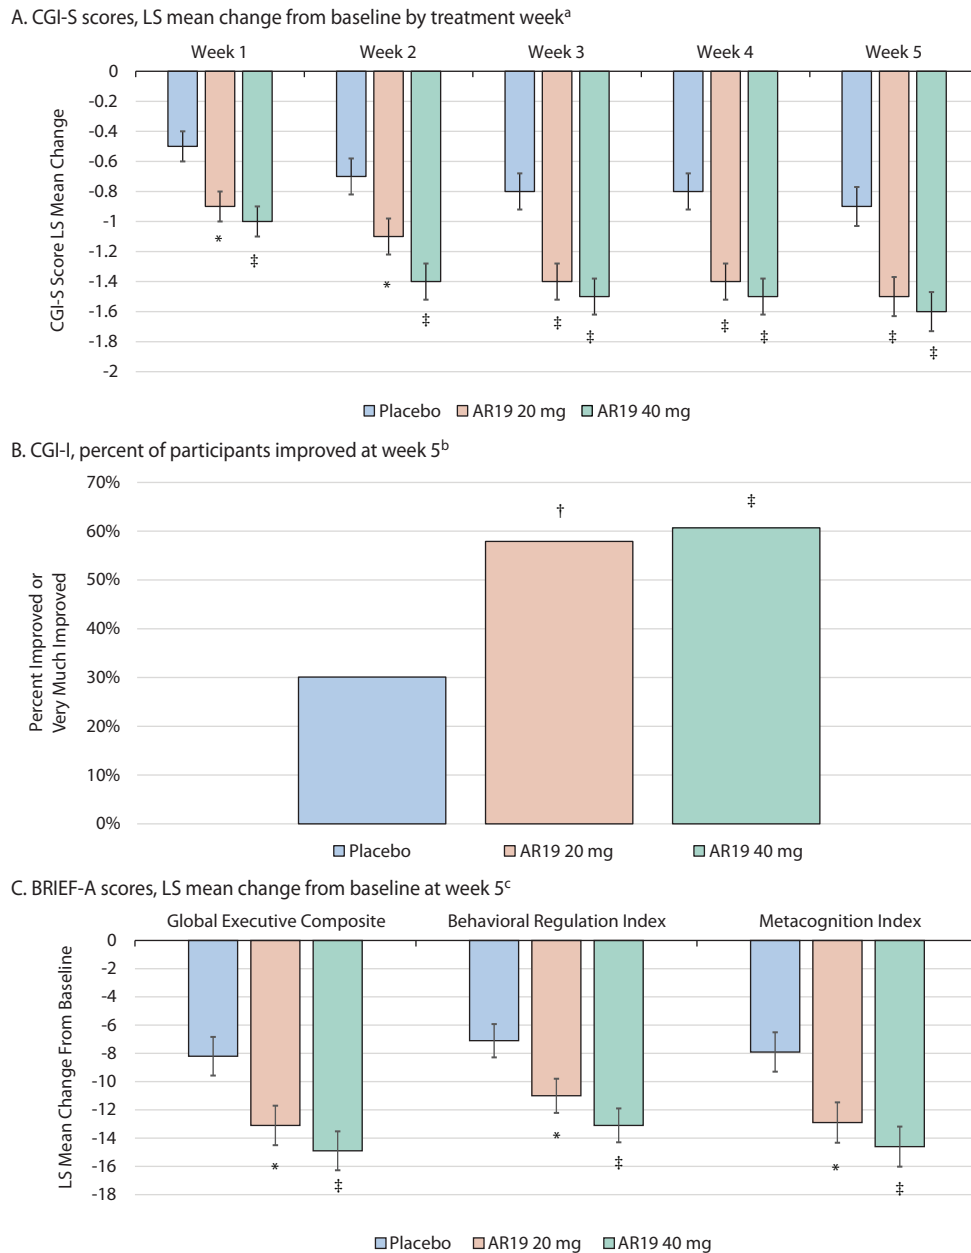 A. CGI-S scores, LS mean change from baseline by treatment weekᵃ
Week 1 Week 2 Week 3 Week 4 Week 5
CGI-S Score LS Mean Change
0
-0.2
-0.4
-0.6
-0.8
-1
-1.2
-1.4
-1.6
-1.8
-2
* ‡ * ‡ ‡ ‡ ‡ ‡ ‡ ‡
Placebo AR19 20 mg AR19 40 mg
B. CGI-I, percent of participants improved at week 5ᵇ
Percent Improved or
Very Much Improved
70%
60%
50%
40%
30%
20%
10%
0%
† ‡
Placebo AR19 20 mg AR19 40 mg
C. BRIEF-A scores, LS mean change from baseline at week 5ᶜ
Global Executive Composite Behavioral Regulation Index Metacognition Index
LS Mean Change From Baseline
0
-2
-4
-6
-8
-10
-12
-14
-16
-18
* ‡ * ‡ * ‡
Placebo AR19 20 mg AR19 40 mg